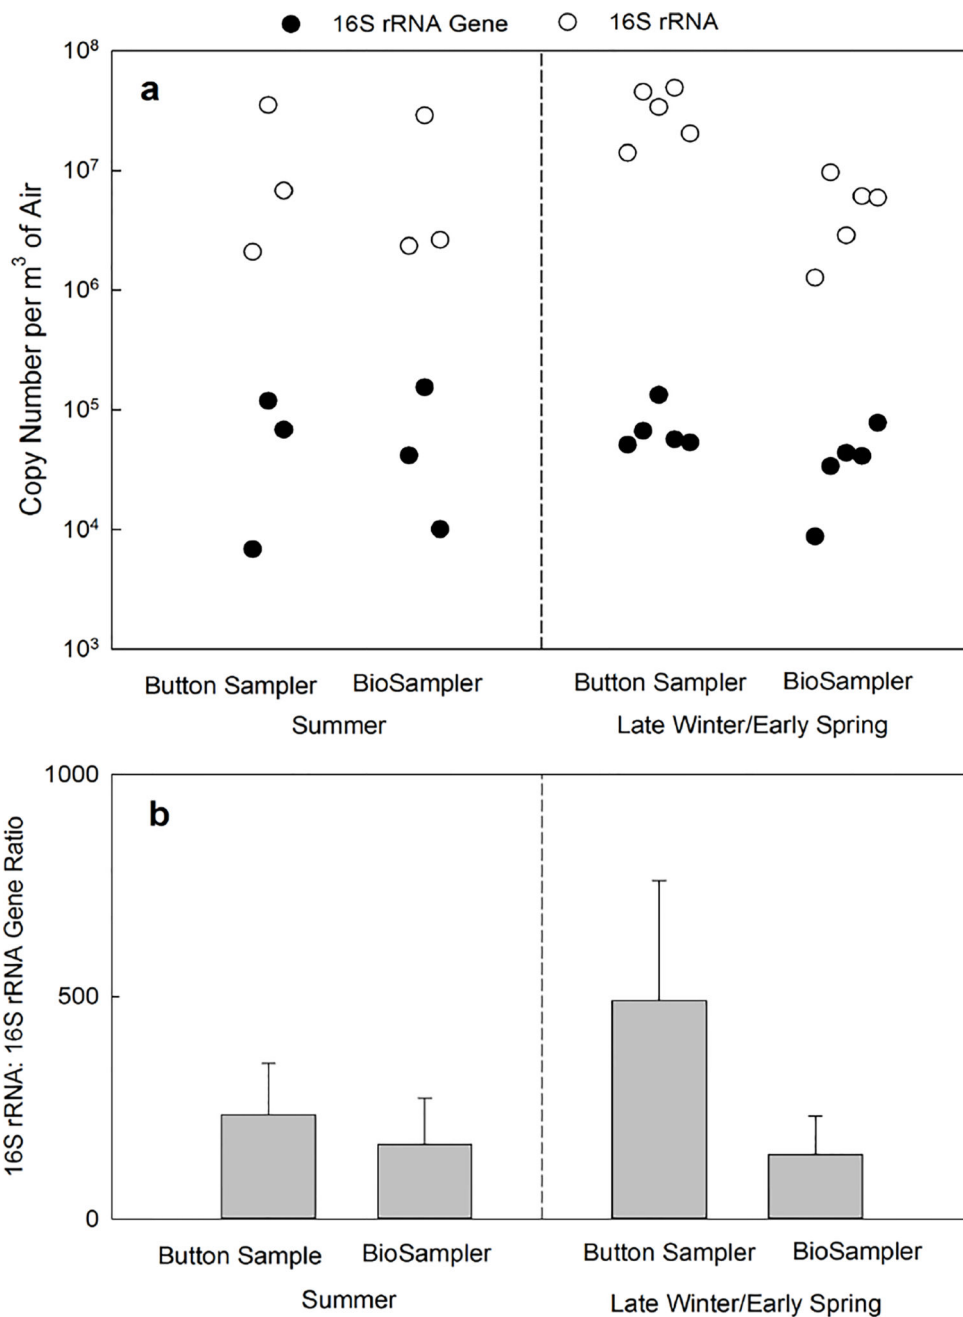 16S rRNA Gene 16S rRNA
a
10⁸
10⁷
10⁶
10⁵
10⁴
10³
Copy Number per m³ of Air
Button Sampler BioSampler Button Sampler BioSampler
Summer Late Winter/Early Spring
b
1000
500
0
16S rRNA: 16S rRNA Gene Ratio
Button Sample BioSampler Button Sampler BioSampler
Summer Late Winter/Early Spring